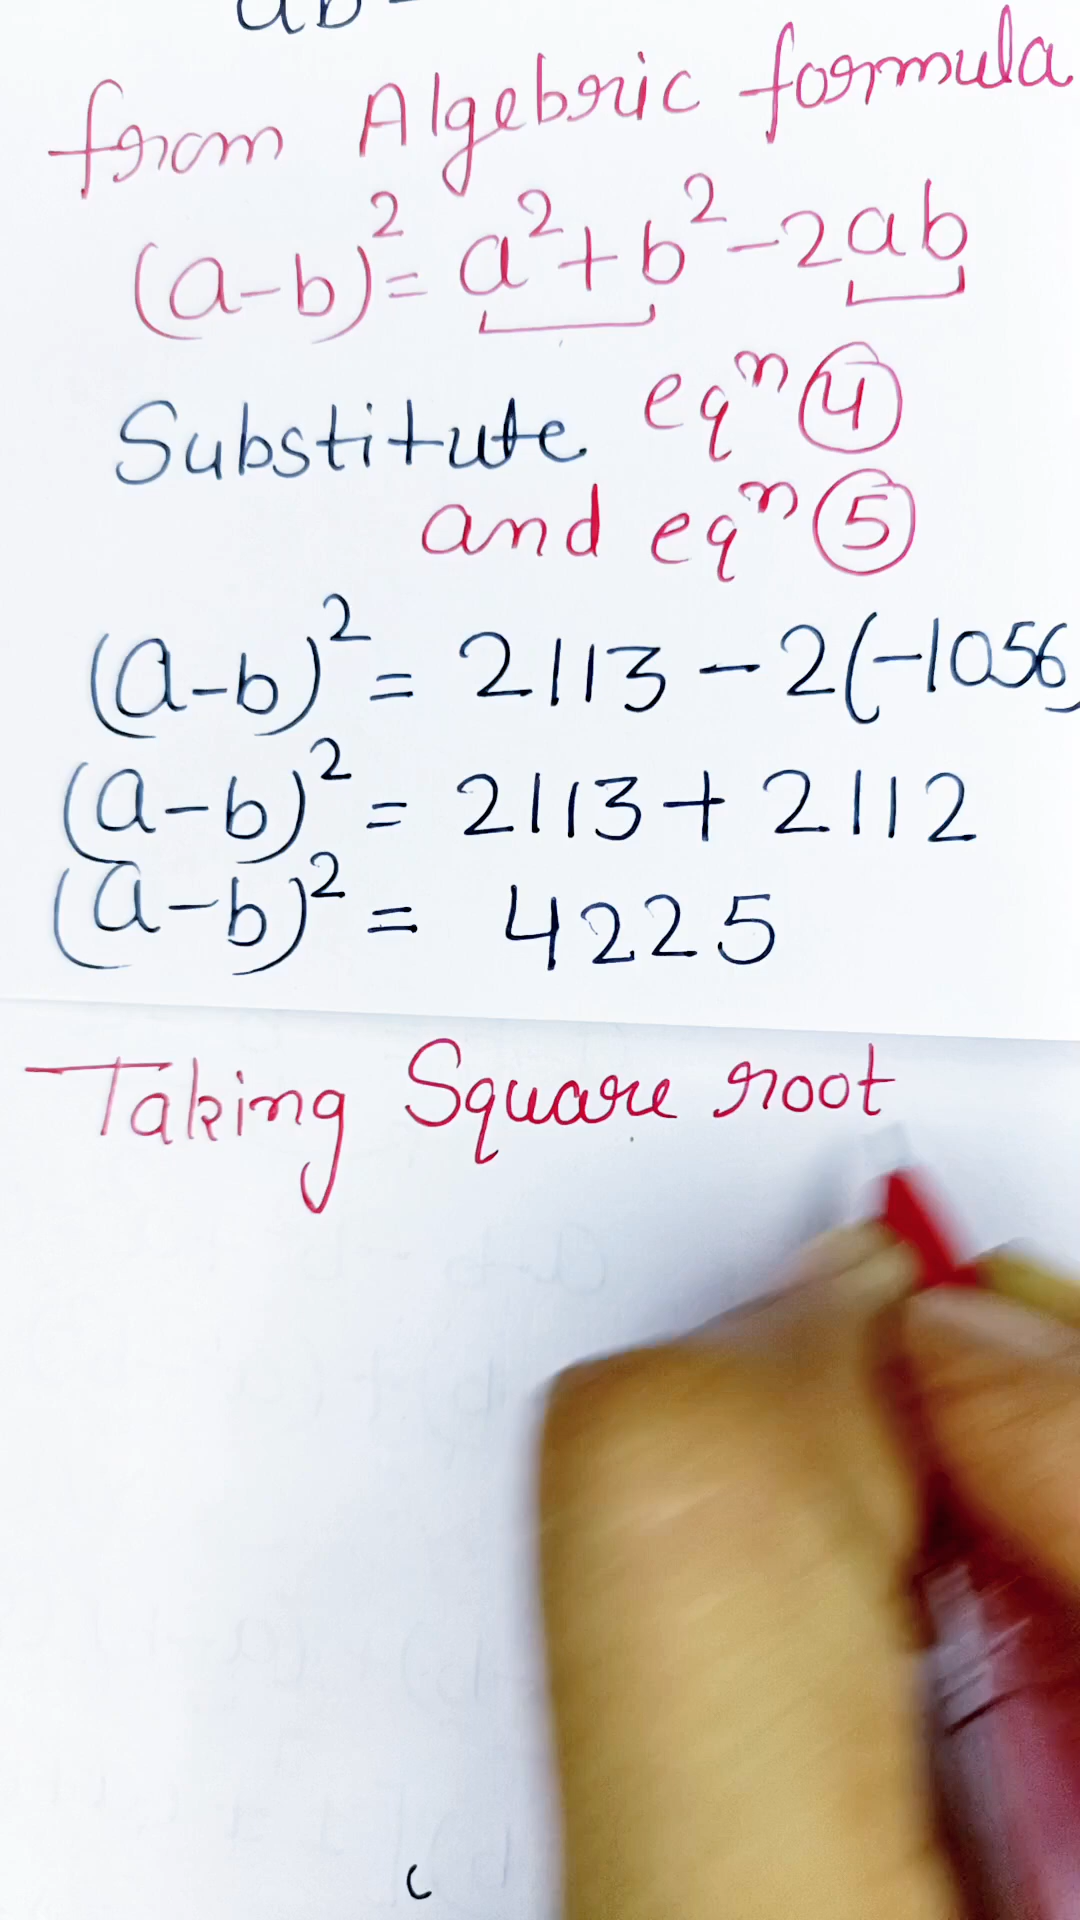 ab
from Algebric formula
(a-b)² = a² + b² - 2ab
Substitute eqⁿ ④
and eqⁿ ⑤
(a-b)² = 2113 - 2(-1056)
(a-b)² = 2113 + 2112
(a-b)² = 4225
Taking Square root